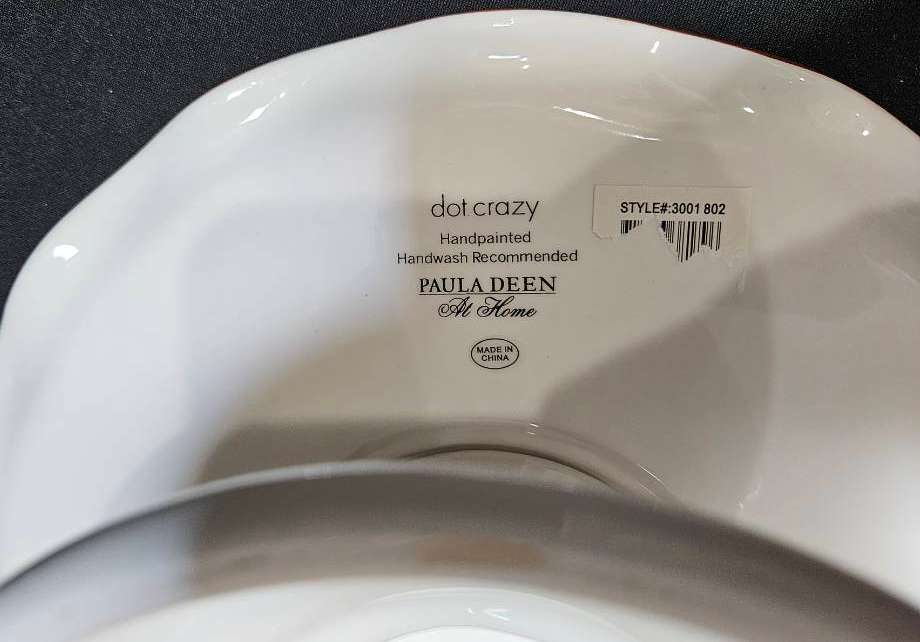 dot crazy
Handpainted
Handwash Recommended
PAULA DEEN
At Home
MADE IN
CHINA
STYLE#:3001 802